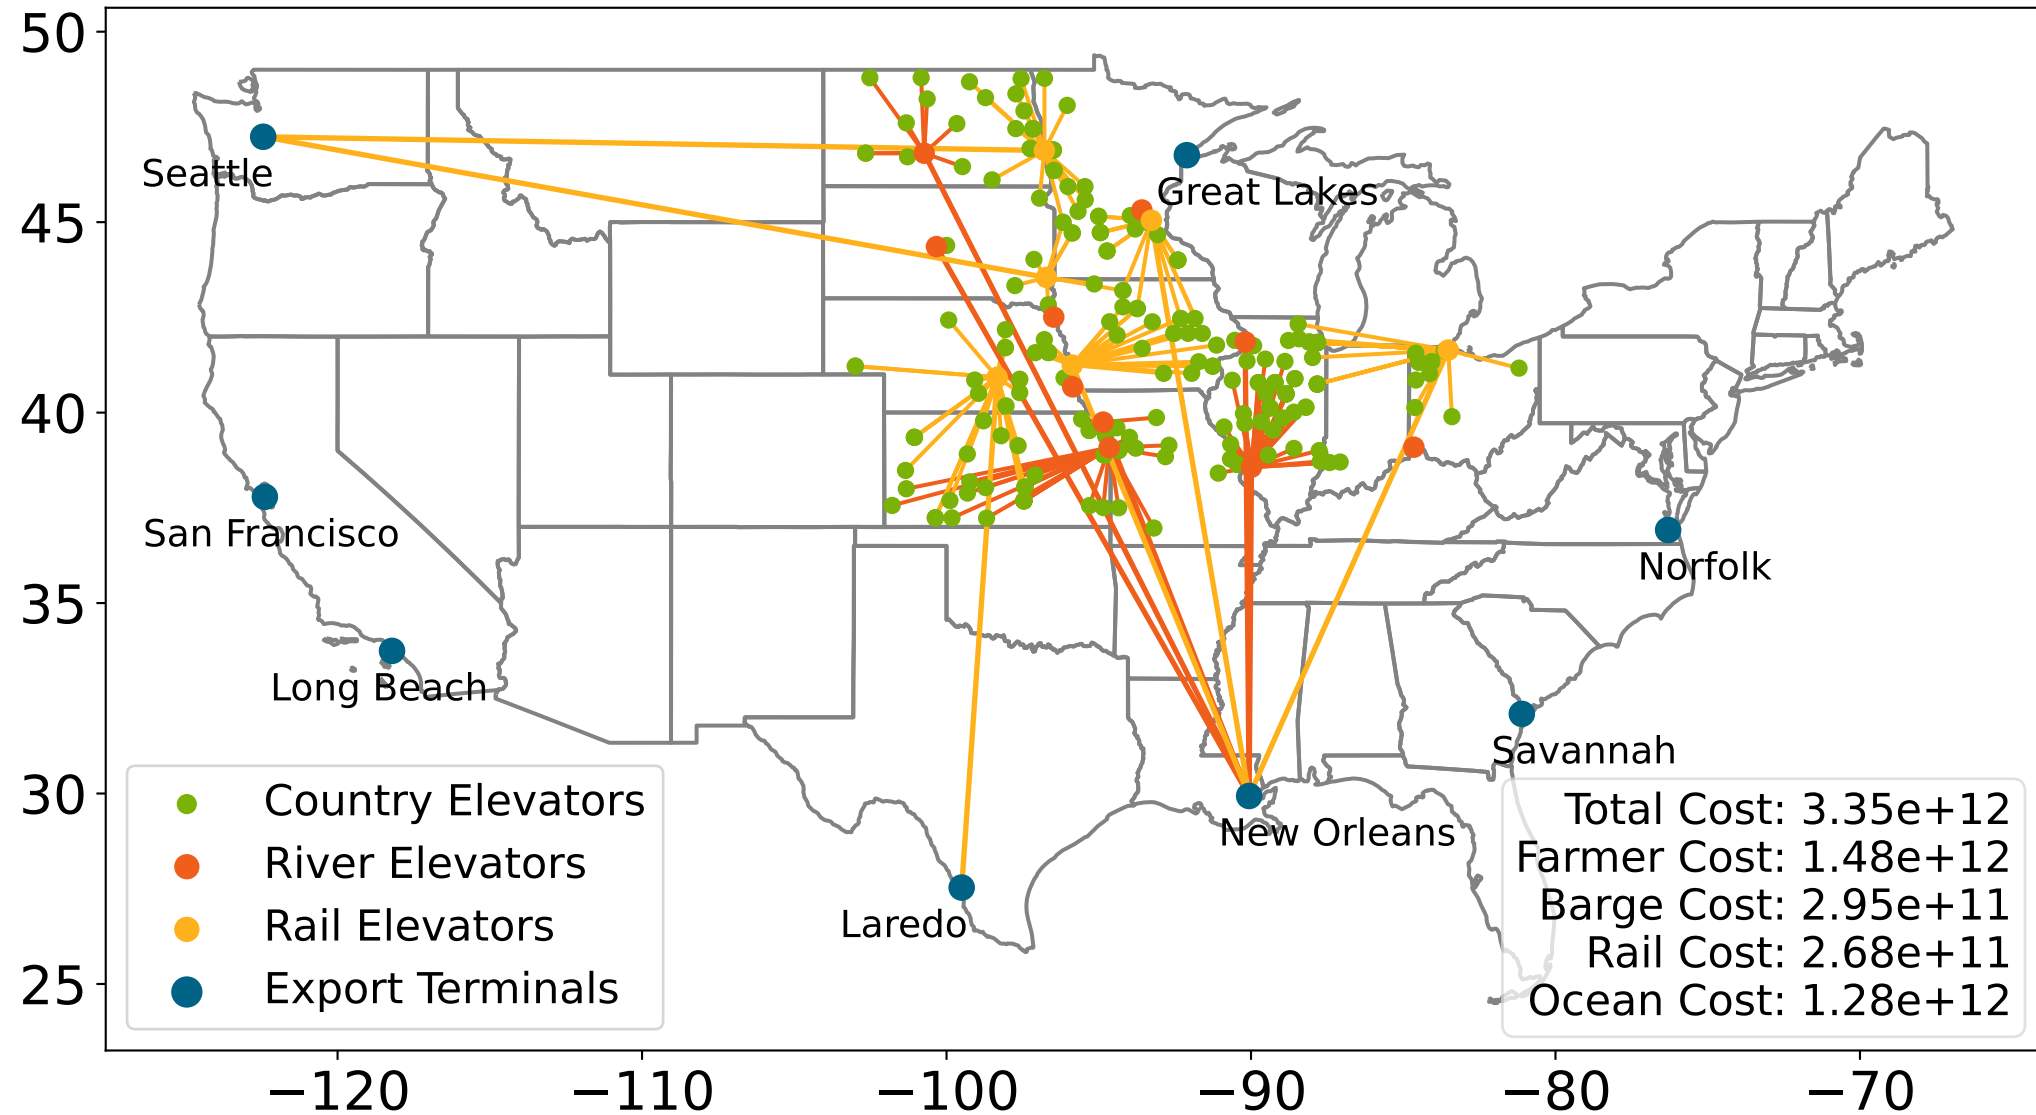 50
45
40
35
30
25
−120
−110
−100
−90
−80
−70
Seattle
Great Lakes
San Francisco
Norfolk
Long Beach
Savannah
New Orleans
Laredo
Country Elevators
River Elevators
Rail Elevators
Export Terminals
Total Cost: 3.35e+12
Farmer Cost: 1.48e+12
Barge Cost: 2.95e+11
Rail Cost: 2.68e+11
Ocean Cost: 1.28e+12